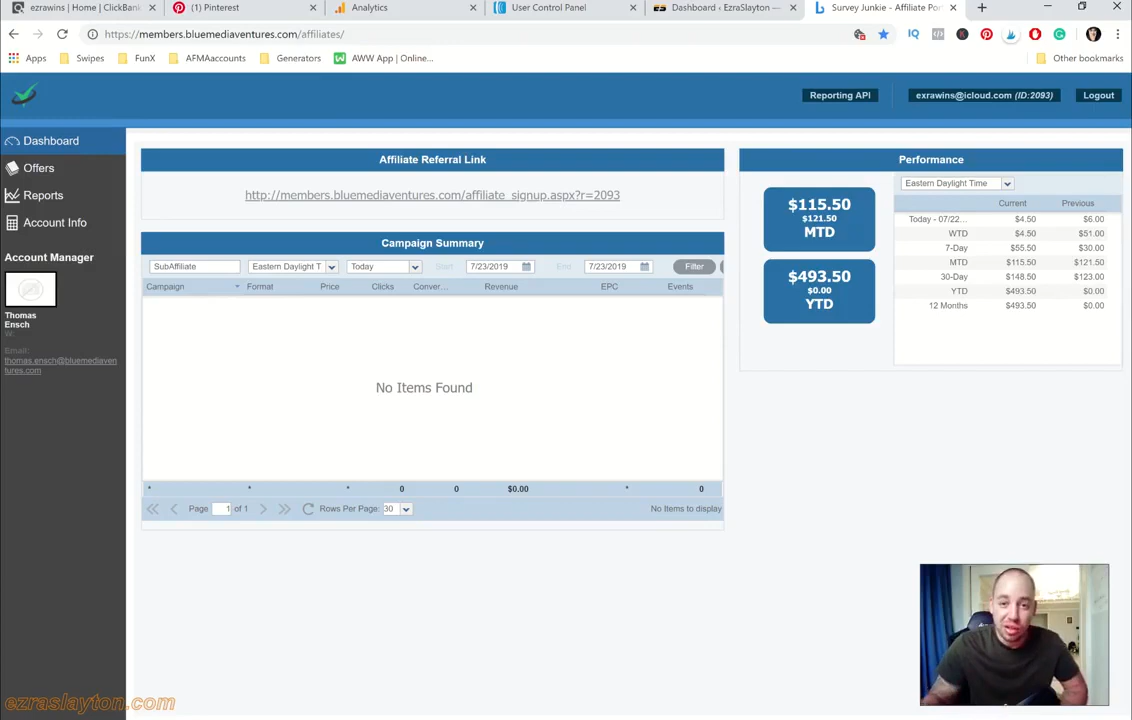 ezrawins | Home | ClickBan
(1) Pinterest
Analytics
User Control Panel
Dashboard ‹ EzraSlayton —
Survey Junkie - Affiliate Por
https://members.bluemediaventures.com/affiliates/
Apps
Swipes
FunX
AFMAaccounts
Generators
AWW App | Online...
Other bookmarks
Reporting API
exrawins@icloud.com (ID:2093)
Logout
Dashboard
Offers
Reports
Account Info
Account Manager
Thomas
Ensch
W:
Email:
thomas.ensch@bluemediaven
tures.com
Affiliate Referral Link
http://members.bluemediaventures.com/affiliate_signup.aspx?r=2093
Campaign Summary
SubAffiliate Eastern Daylight T Today Start 7/23/2019 End 7/23/2019 Filter
Campaign Format Price Clicks Conver... Revenue EPC Events
No Items Found
* * * 0 0 $0.00 * 0
Page 1 of 1 Rows Per Page: 30 No Items to display
Performance
$115.50
$121.50
MTD
$493.50
$0.00
YTD
Eastern Daylight Time
Current Previous
Today - 07/22... $4.50 $6.00
WTD $4.50 $51.00
7-Day $55.50 $30.00
MTD $115.50 $121.50
30-Day $148.50 $123.00
YTD $493.50 $0.00
12 Months $493.50 $0.00
ezraslayton.com